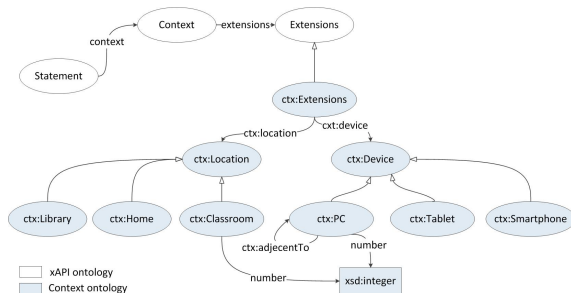 Context
extensions
Extensions
context
Statement
ctx:Extensions
ctx:location
cxt:device
ctx:Location
ctx:Device
ctx:Library
ctx:Home
ctx:Classroom
ctx:PC
ctx:Tablet
ctx:Smartphone
ctx:adjecentTo
number
number
xsd:integer
xAPI ontology
Context ontology